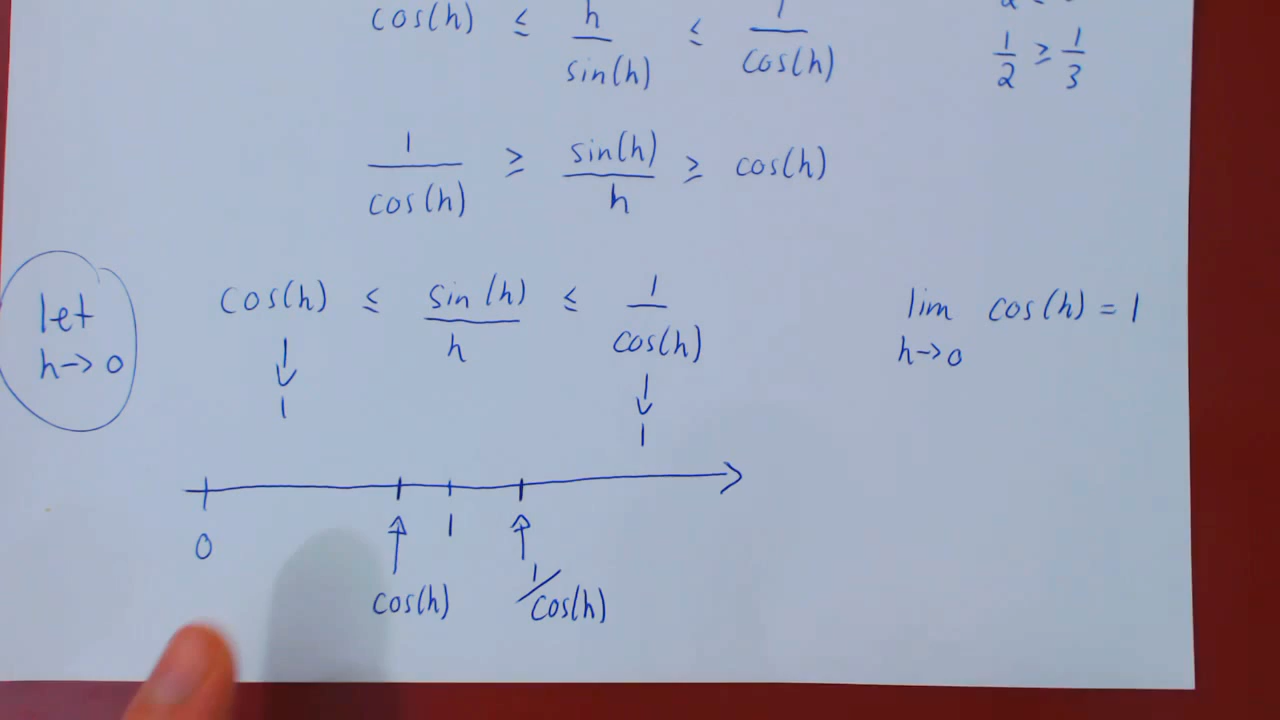 cos(h) ≤ h/sin(h) ≤ 1/cos(h)
1/2 ≥ 1/3
1/cos(h) ≥ sin(h)/h ≥ cos(h)
let
h→0
cos(h) ≤ sin(h)/h ≤ 1/cos(h)
↓ 1
↓ 1
lim h→0 cos(h) = 1
0
1
cos(h)
1/cos(h)